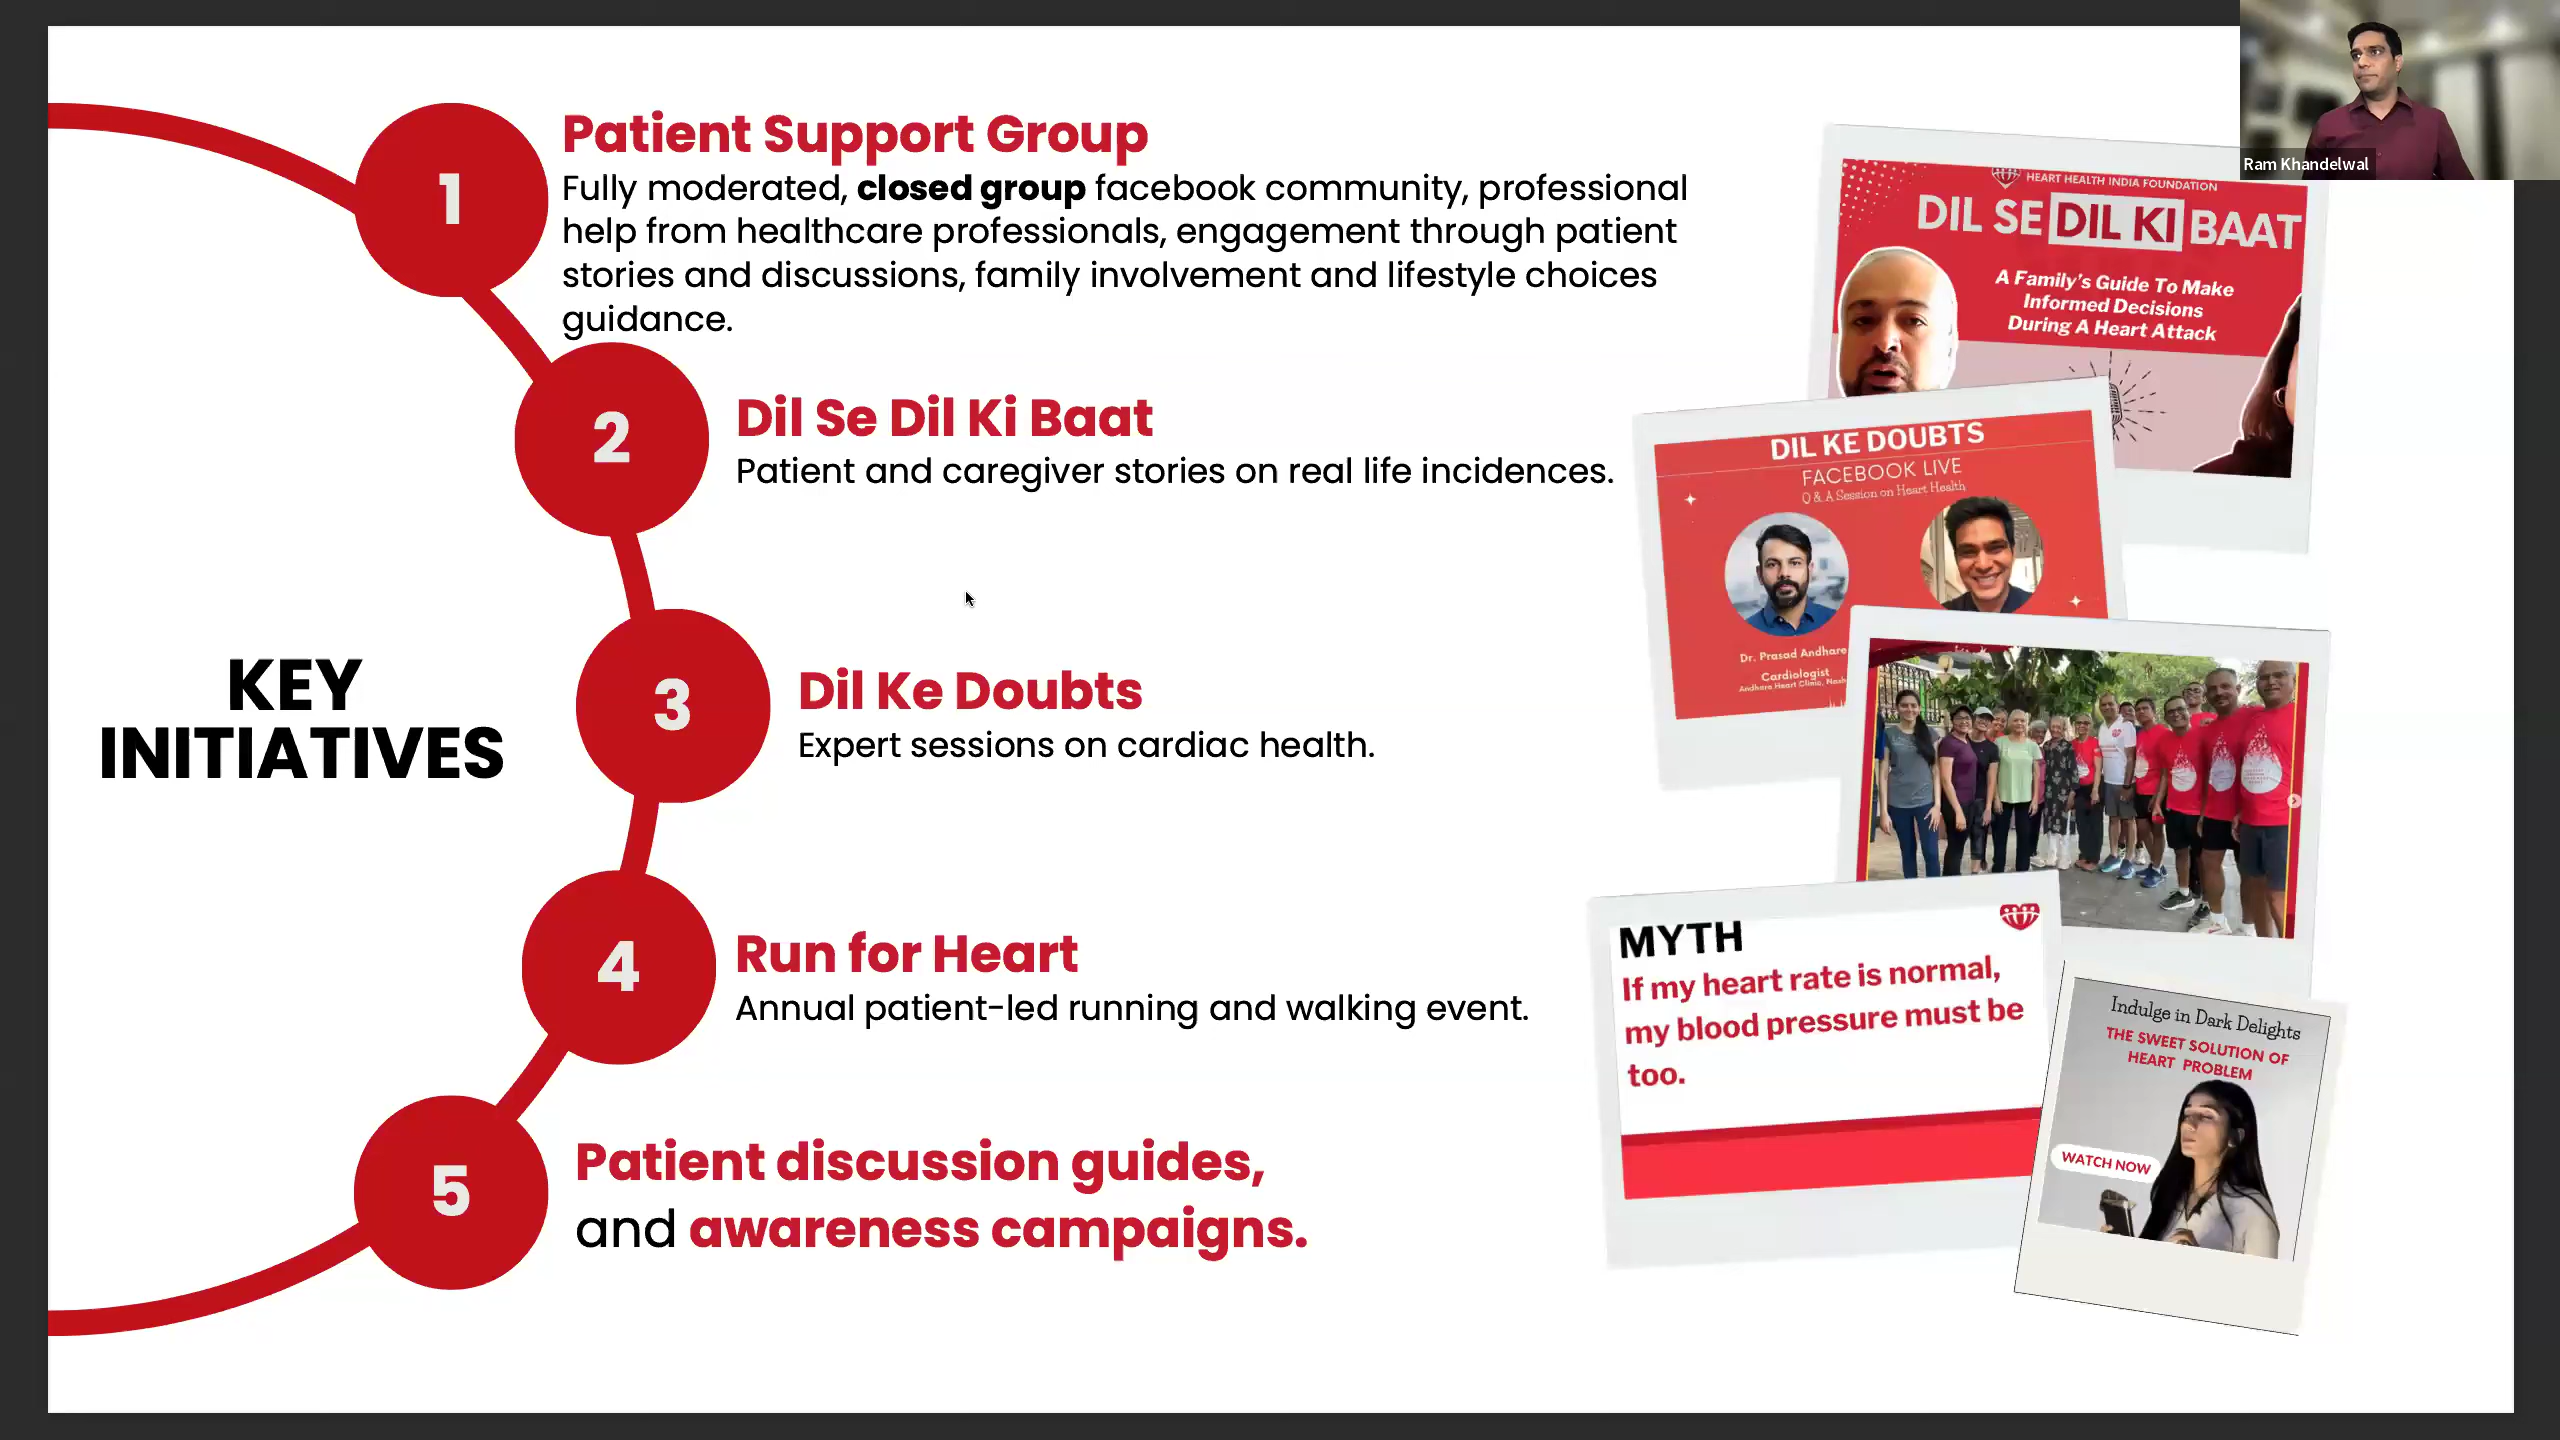 Ram Khandelwal
KEY
INITIATIVES
1
Patient Support Group
Fully moderated, closed group facebook community, professional
help from healthcare professionals, engagement through patient
stories and discussions, family involvement and lifestyle choices
guidance.
2
Dil Se Dil Ki Baat
Patient and caregiver stories on real life incidences.
3
Dil Ke Doubts
Expert sessions on cardiac health.
4
Run for Heart
Annual patient-led running and walking event.
5
Patient discussion guides,
and awareness campaigns.
HEART HEALTH INDIA FOUNDATION
DIL SE DIL KI BAAT
A Family's Guide To Make
Informed Decisions
During A Heart Attack
DIL KE DOUBTS
FACEBOOK LIVE
Q & A Session on Heart Health
Dr. Prasad Andhare
Cardiologist
Andhare Heart Clinic, Nash
MYTH
If my heart rate is normal,
my blood pressure must be
too.
Indulge in Dark Delights
THE SWEET SOLUTION OF
HEART PROBLEM
WATCH NOW